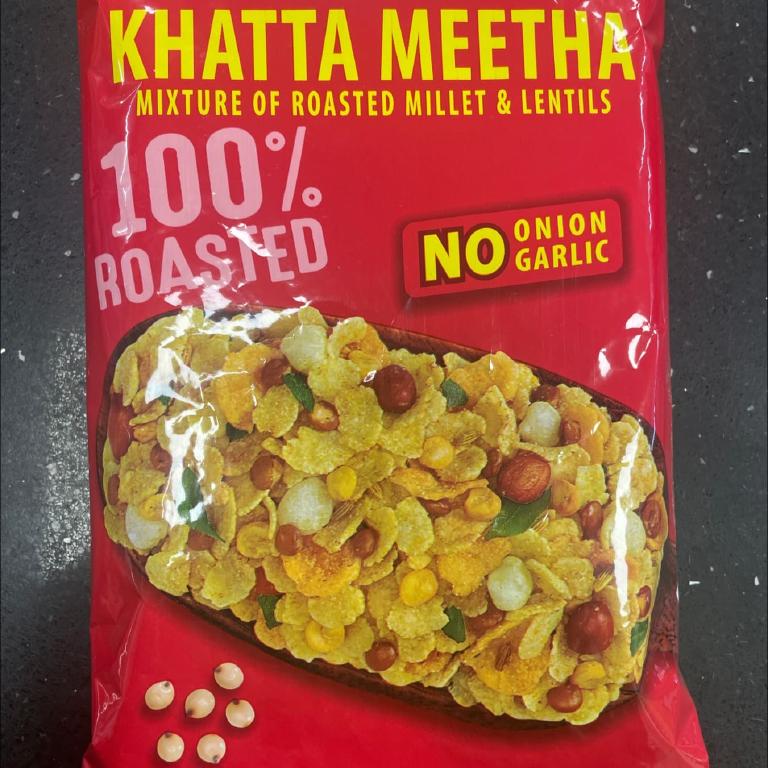 KHATTA MEETHA
MIXTURE OF ROASTED MILLET & LENTILS
100%
ROASTED
NO ONION
GARLIC